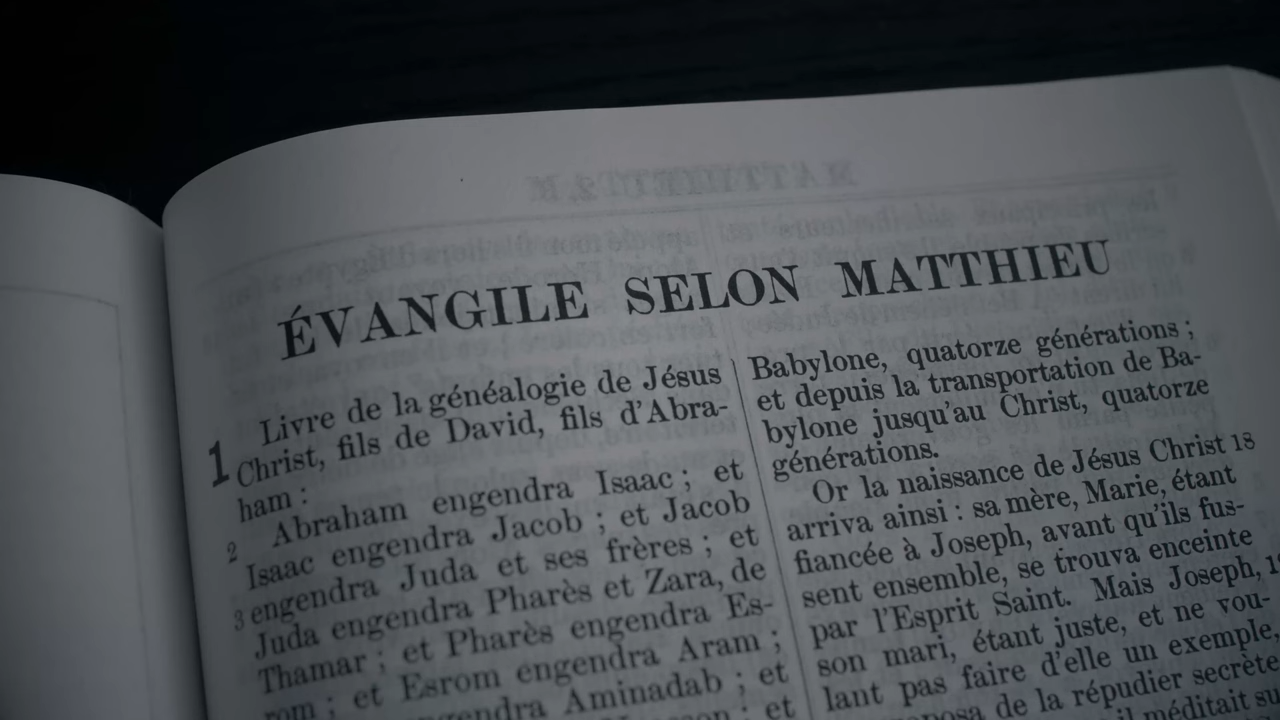 ÉVANGILE SELON MATTHIEU
1 Livre de la généalogie de Jésus
Christ, fils de David, fils d'Abra-
ham :
2 Abraham engendra Isaac ; et
Isaac engendra Jacob ; et Jacob
engendra Juda et ses frères ; et
3 Juda engendra Pharès et Zara, de
Thamar ; et Pharès engendra Es-
rom ; et Esrom engendra Aram ;
engendra Aminadab ; et
et
Babylone, quatorze générations ;
et depuis la transportation de Ba-
bylone jusqu'au Christ, quatorze
générations.
Or la naissance de Jésus Christ 18
arriva ainsi : sa mère, Marie, étant
fiancée à Joseph, avant qu'ils fus-
sent ensemble, se trouva enceinte
par l'Esprit Saint. Mais Joseph,
son mari, étant juste, et ne vou-
lant pas faire d'elle un exemple,
de la répudier secrète
il méditait su